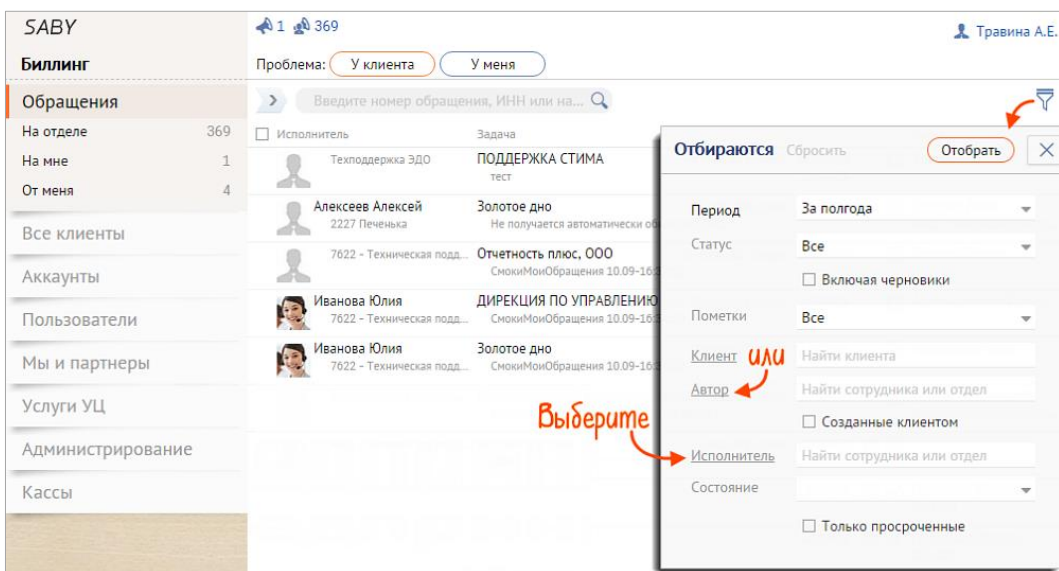 SABY
1 369
Травина А.Е.
Биллинг
Проблема: У клиента У меня
Обращения
Введите номер обращения, ИНН или на...
На отделе 369
На мне 1
От меня 4
Все клиенты
Аккаунты
Пользователи
Мы и партнеры
Услуги УЦ
Администрирование
Кассы
Исполнитель Задача
Техподдержка ЭДО ПОДДЕРЖКА СТИМА
тест
Алексеев Алексей Золотое дно
2227 Печенька Не получается автоматически об
7622 - Техническая подд... Отчетность плюс, ООО
СмокиМоиОбращения 10.09-16:3
Иванова Юлия ДИРЕКЦИЯ ПО УПРАВЛЕНИЮ
7622 - Техническая подд... СмокиМоиОбращения 10.09-16:3
Иванова Юлия Золотое дно
7622 - Техническая подд... СмокиМоиОбращения 10.09-16:
Отбираются Сбросить Отобрать
Период За полгода
Статус Все
Включая черновики
Пометки Все
Клиент или Найти клиента
Автор Найти сотрудника или отдел
Созданные клиентом
Выберите
Исполнитель Найти сотрудника или отдел
Состояние
Только просроченные